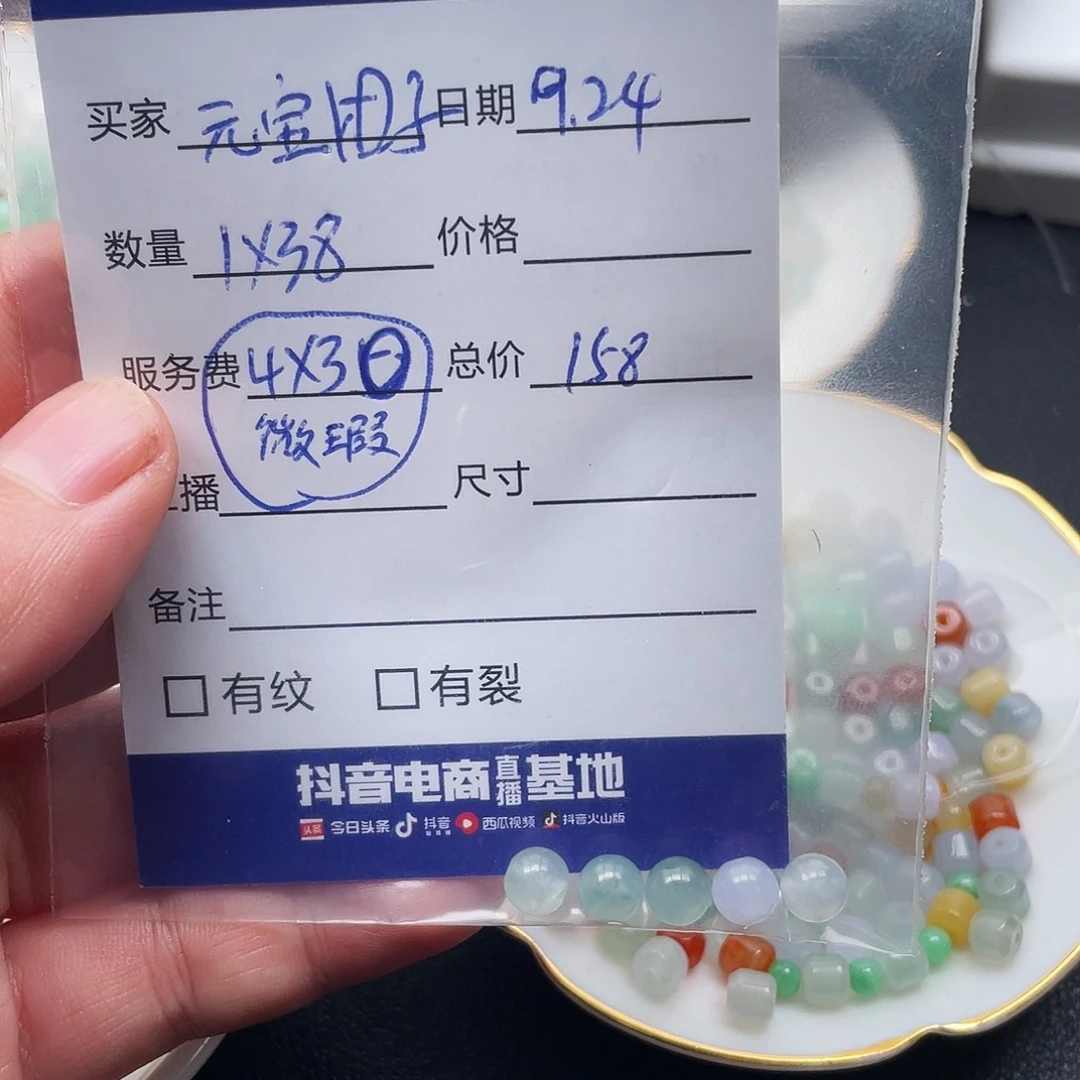 买家 元宝团子 日期 9.24
数量 1X38 价格
服务费 4X30 总价 158
微瑕
播 尺寸
备注
□ 有纹 □ 有裂
抖音电商直播基地
头条 今日头条 抖音 西瓜视频 抖音火山版